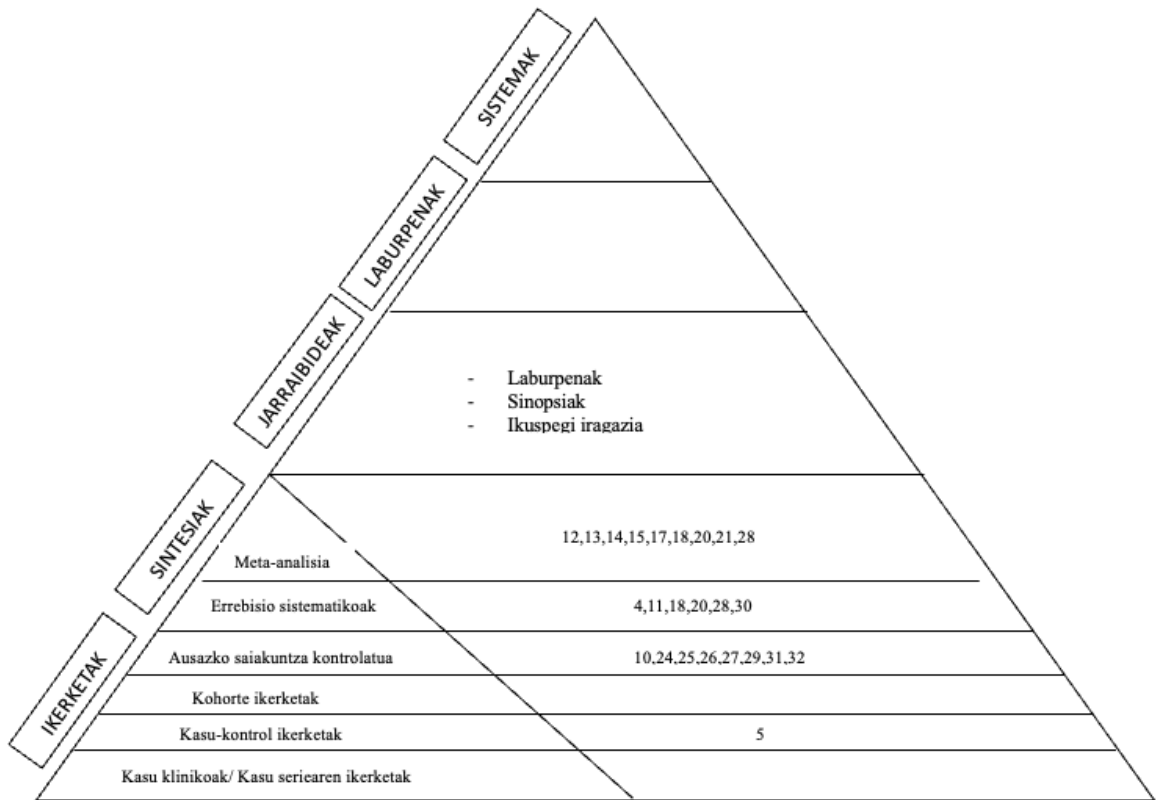 SISTEMAK
LABURPENAK
JARRAIBIDEAK
- Laburpenak
- Sinopsiak
- Ikuspegi iragazia
SINTESIAK
12,13,14,15,17,18,20,21,28
Meta-analisia
Errebisio sistematikoak 4,11,18,20,28,30
IKERKETAK
Ausazko saiakuntza kontrolatua 10,24,25,26,27,29,31,32
Kohorte ikerketak
Kasu-kontrol ikerketak 5
Kasu klinikoak/ Kasu seriearen ikerketak